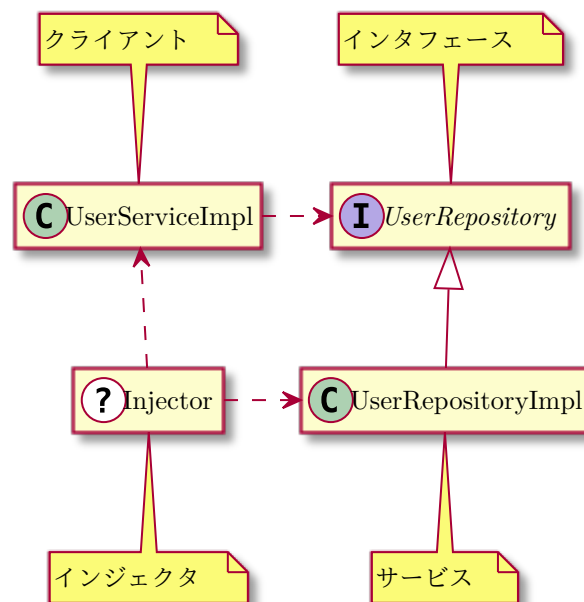 クライアント
インタフェース
C UserServiceImpl
I UserRepository
? Injector
C UserRepositoryImpl
インジェクタ
サービス